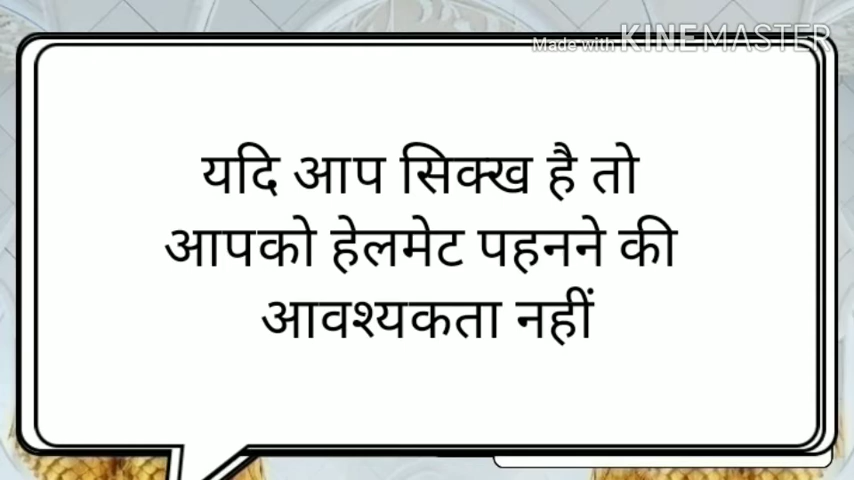 Made with KINEMASTER
यदि आप सिक्ख है तो
आपको हेलमेट पहनने की
आवश्यकता नहीं